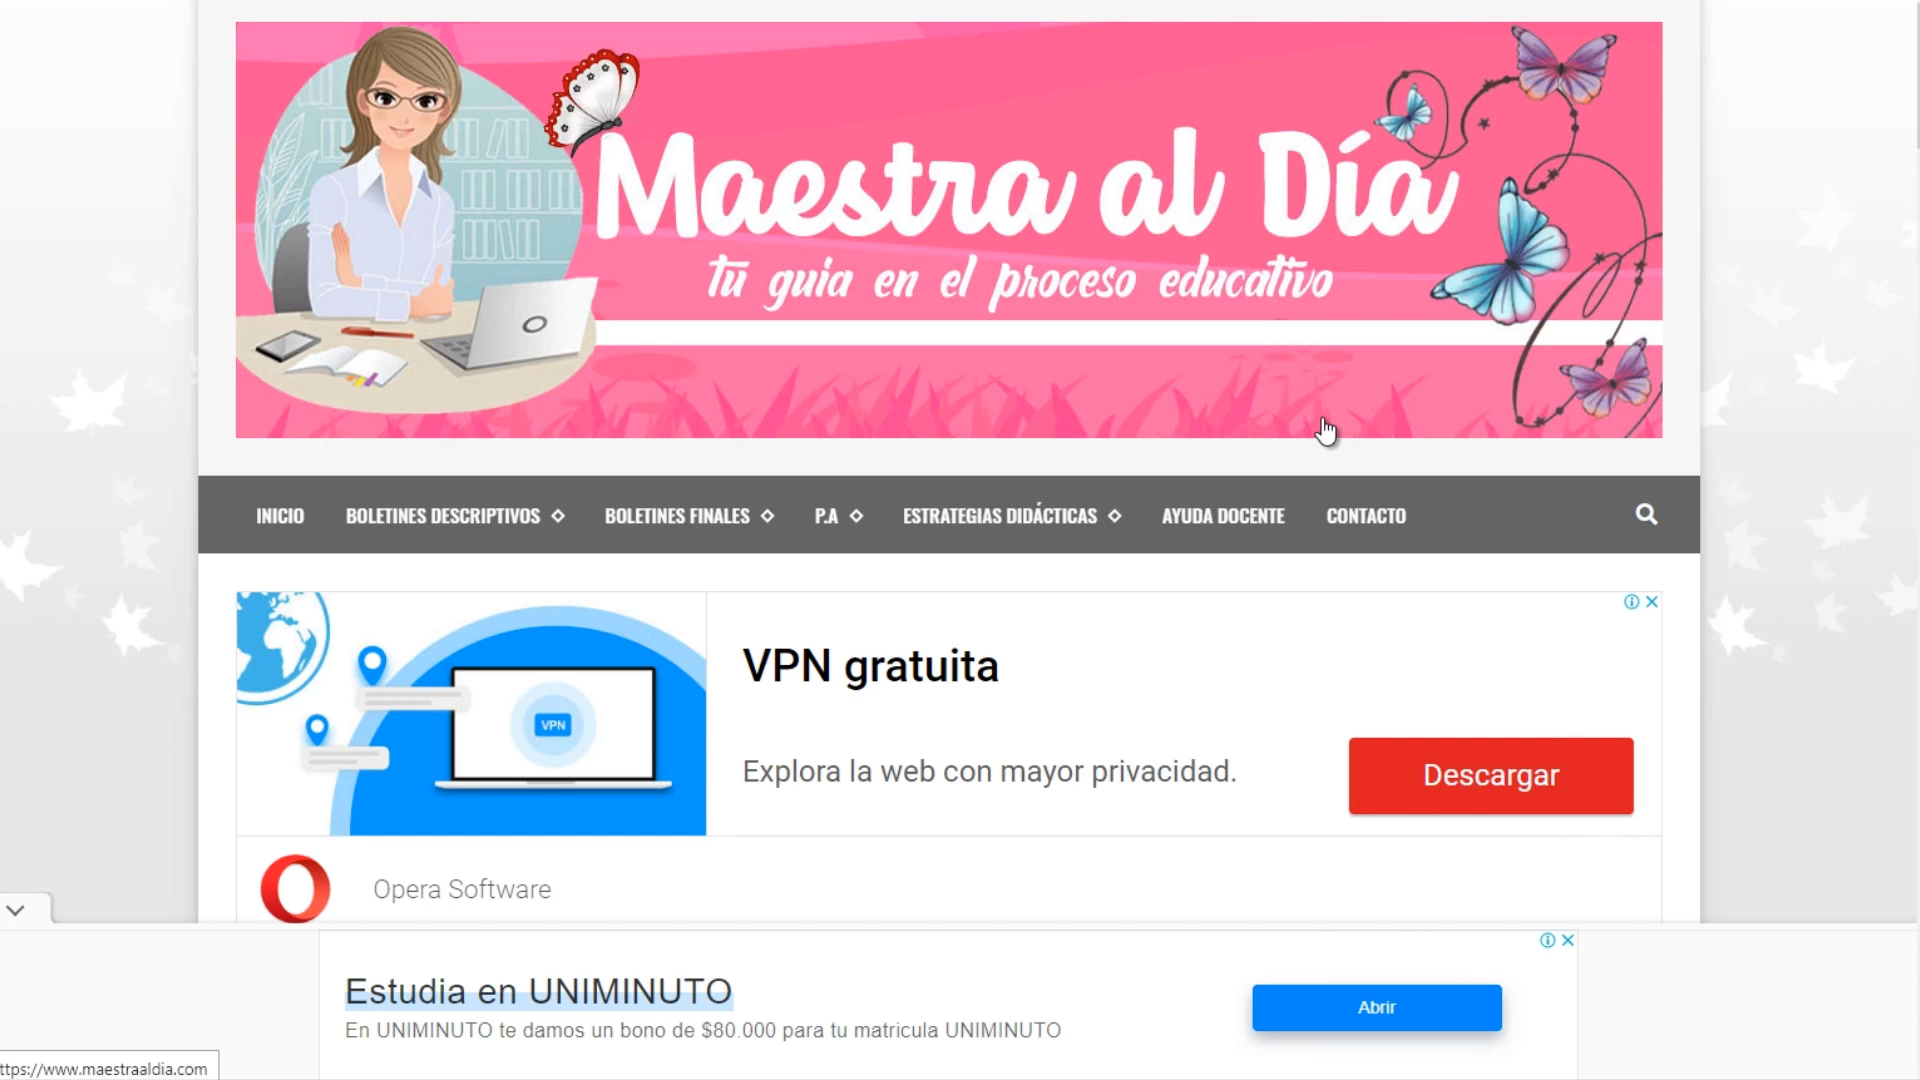 Maestra al Día
tú guia en el proceso educativo
INICIO BOLETINES DESCRIPTIVOS BOLETINES FINALES P.A ESTRATEGIAS DIDÁCTICAS AYUDA DOCENTE CONTACTO
VPN gratuita
VPN
Explora la web con mayor privacidad.
Descargar
Opera Software
Estudia en UNIMINUTO
Abrir
En UNIMINUTO te damos un bono de $80.000 para tu matricula UNIMINUTO
ttps://www.maestraaldia.com